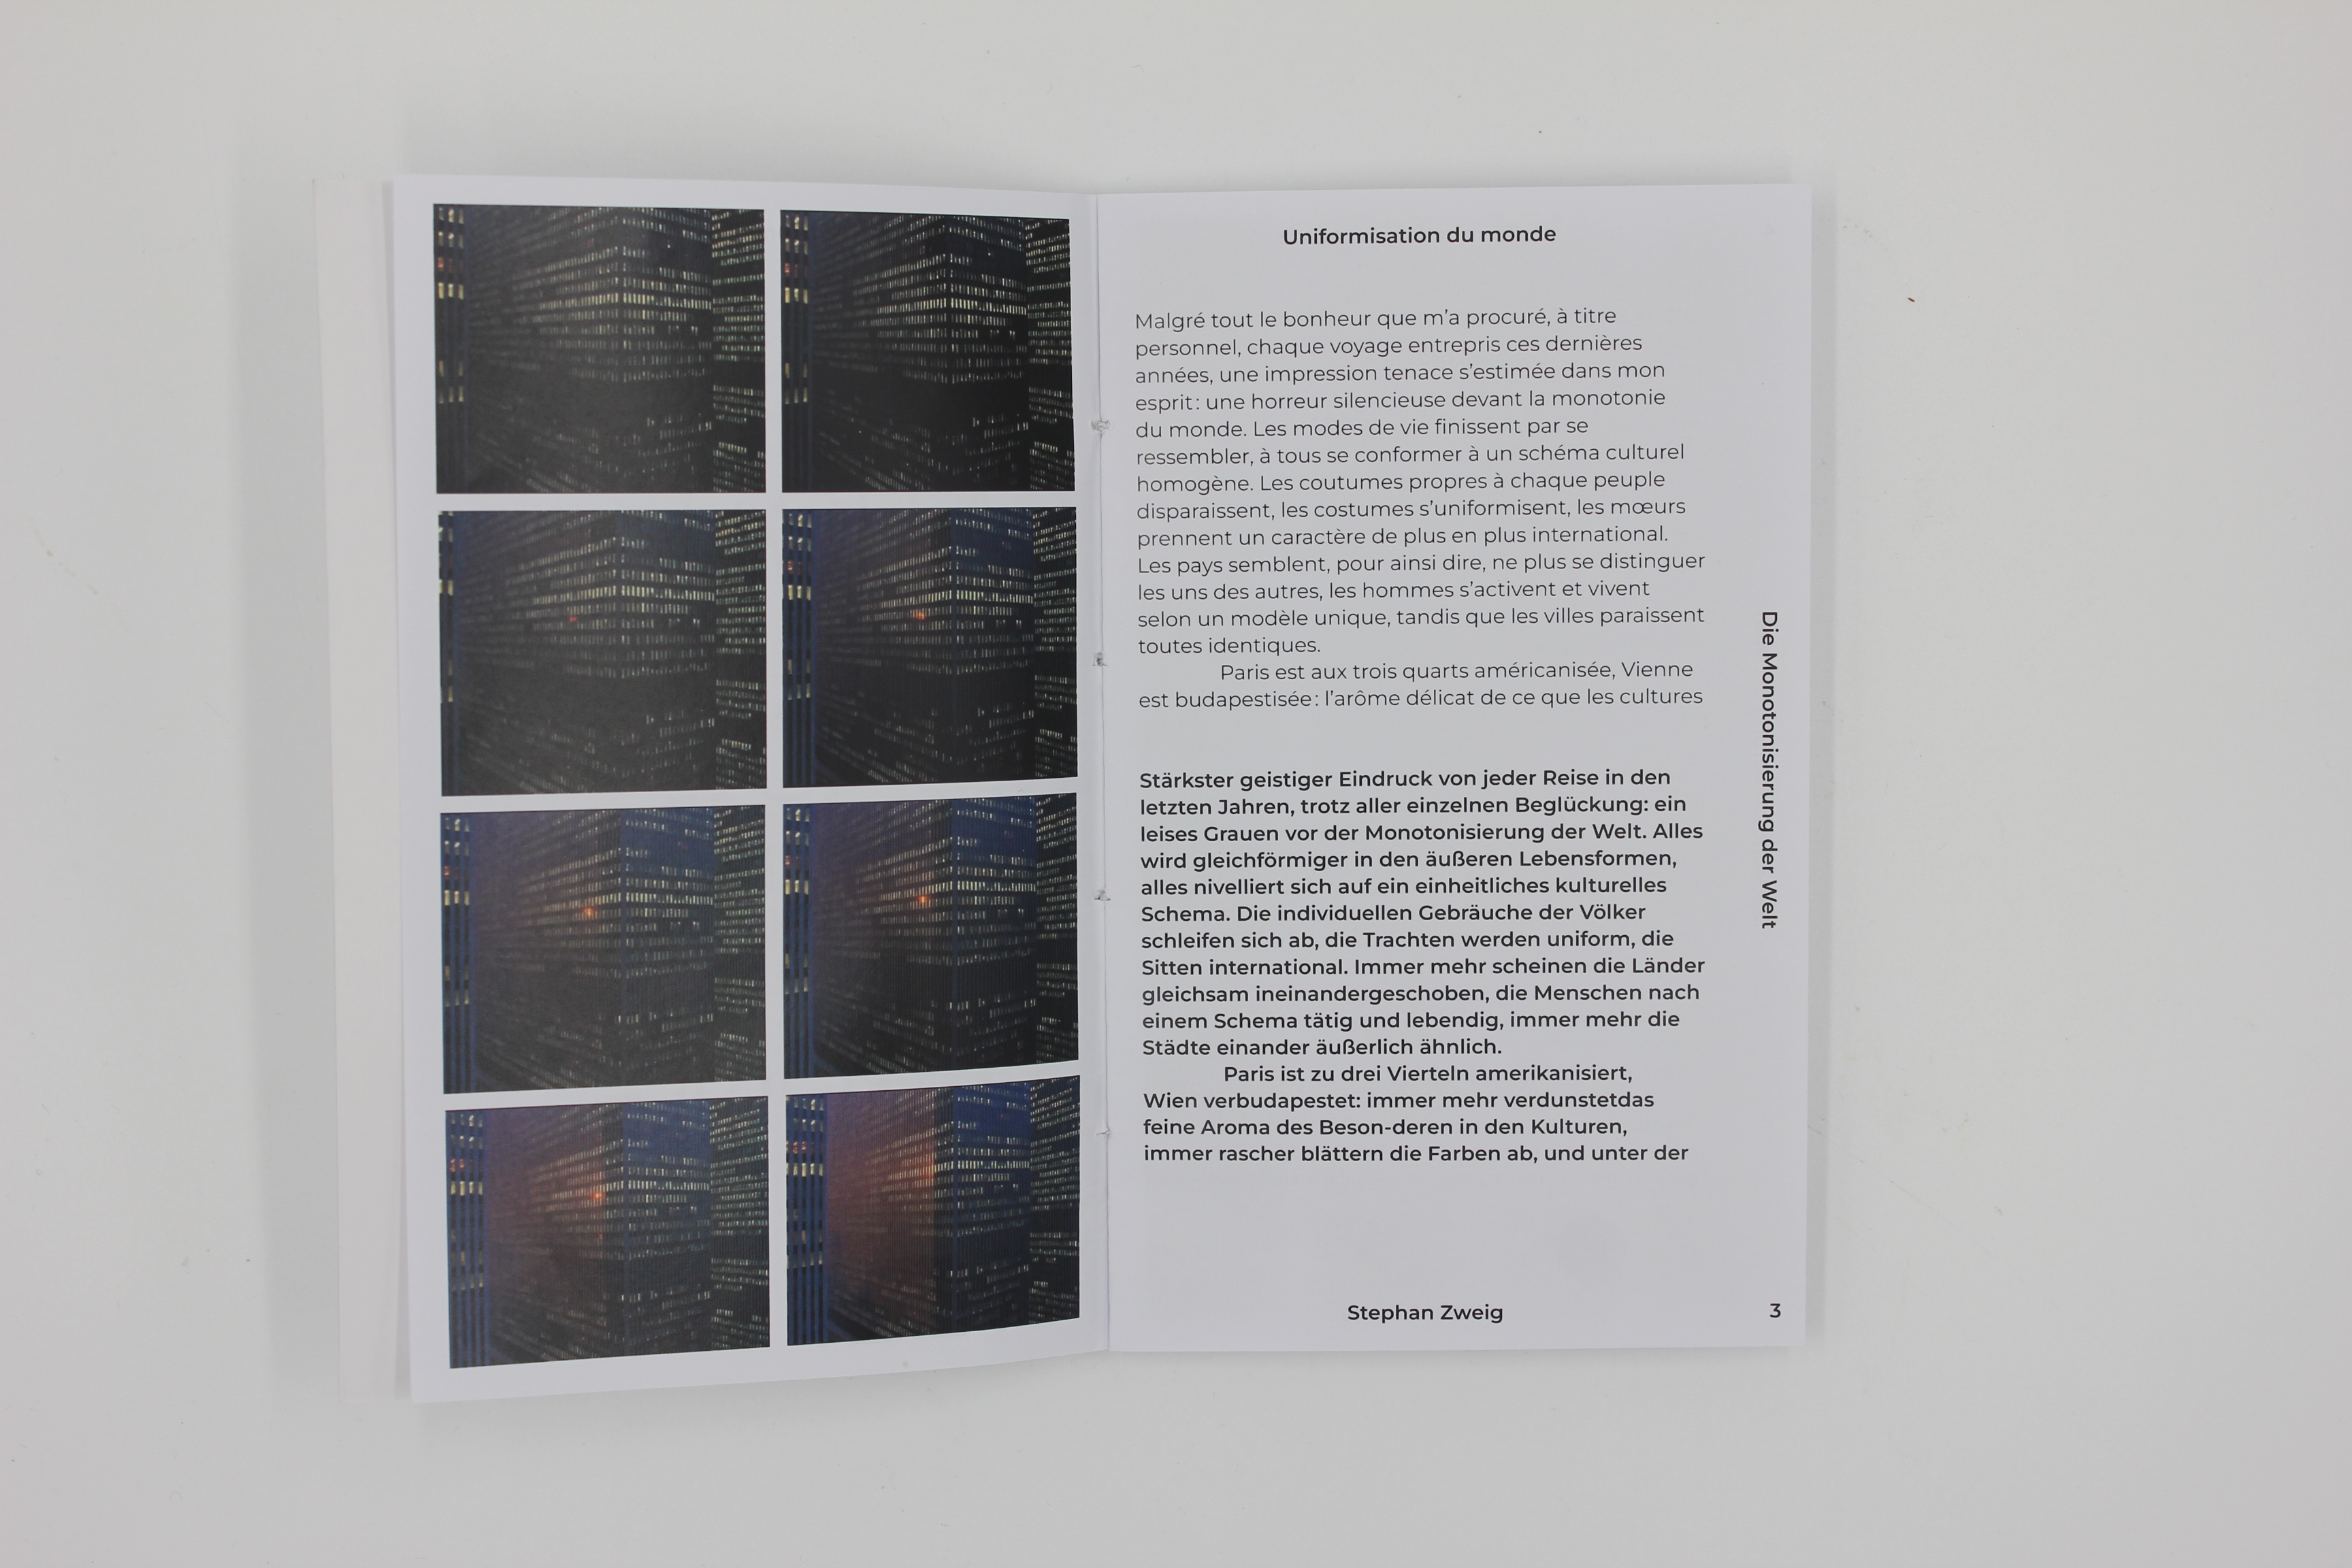 Uniformisation du monde
Malgré tout le bonheur que m’a procuré, à titre
personnel, chaque voyage entrepris ces dernières
années, une impression tenace s’estimée dans mon
esprit : une horreur silencieuse devant la monotonie
du monde. Les modes de vie finissent par se
ressembler, à tous se conformer à un schéma culturel
homogène. Les coutumes propres à chaque peuple
disparaissent, les costumes s’uniformisent, les mœurs
prennent un caractère de plus en plus international.
Les pays semblent, pour ainsi dire, ne plus se distinguer
les uns des autres, les hommes s’activent et vivent
selon un modèle unique, tandis que les villes paraissent
toutes identiques.
Paris est aux trois quarts américanisée, Vienne
est budapestisée : l’arôme délicat de ce que les cultures
Stärkster geistiger Eindruck von jeder Reise in den
letzten Jahren, trotz aller einzelnen Beglückung: ein
leises Grauen vor der Monotonisierung der Welt. Alles
wird gleichförmiger in den äußeren Lebensformen,
alles nivelliert sich auf ein einheitliches kulturelles
Schema. Die individuellen Gebräuche der Völker
schleifen sich ab, die Trachten werden uniform, die
Sitten international. Immer mehr scheinen die Länder
gleichsam ineinandergeschoben, die Menschen nach
einem Schema tätig und lebendig, immer mehr die
Städte einander äußerlich ähnlich.
Paris ist zu drei Vierteln amerikanisiert,
Wien verbudapestet: immer mehr verdunstetdas
feine Aroma des Beson-deren in den Kulturen,
immer rascher blättern die Farben ab, und unter der
Die Monotonisierung der Welt
Stephan Zweig
3